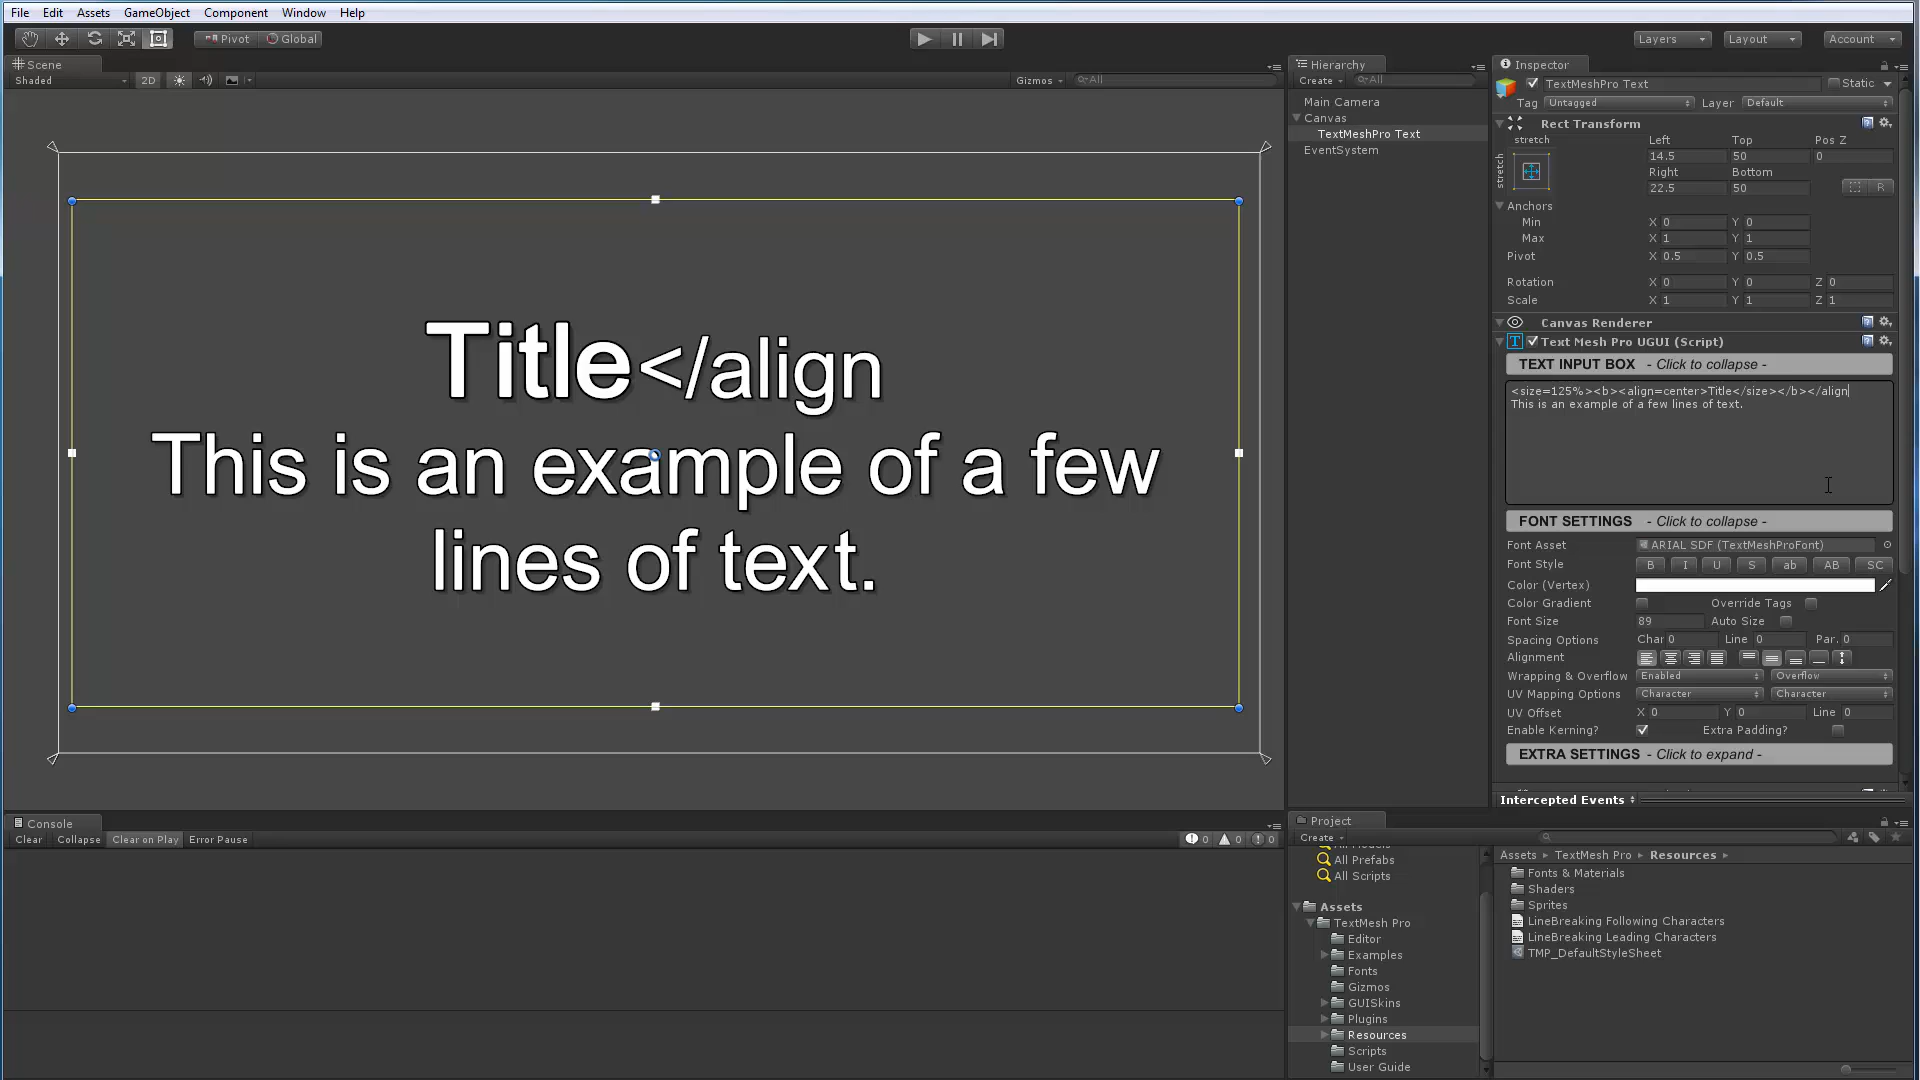 File Edit Assets GameObject Component Window Help
Pivot Global Layers Layout Account
Scene
Shaded 2D Gizmos All
Title</align
This is an example of a few
lines of text.
Console
Clear Collapse Clear on Play Error Pause 0 0 0
Hierarchy
Create All
Main Camera
Canvas
TextMeshPro Text
EventSystem
Inspector
TextMeshPro Text Static
Tag Untagged Layer Default
Rect Transform
stretch Left Top Pos Z
stretch 14.5 50 0
Right Bottom
22.5 50 R
Anchors
Min X 0 Y 0
Max X 1 Y 1
Pivot X 0.5 Y 0.5
Rotation X 0 Y 0 Z 0
Scale X 1 Y 1 Z 1
Canvas Renderer
Text Mesh Pro UGUI (Script)
TEXT INPUT BOX - Click to collapse -
<size=125%><b><align=center>Title</size></b></align
This is an example of a few lines of text.
FONT SETTINGS - Click to collapse -
Font Asset ARIAL SDF (TextMeshProFont)
Font Style B I U S ab AB SC
Color (Vertex)
Color Gradient Override Tags
Font Size 89 Auto Size
Spacing Options Char 0 Line 0 Par. 0
Alignment
Wrapping & Overflow Enabled Overflow
UV Mapping Options Character Character
UV Offset X 0 Y 0 Line 0
Enable Kerning? Extra Padding?
EXTRA SETTINGS - Click to expand -
Intercepted Events
Project
Create
All Prefabs
All Scripts
Assets
TextMesh Pro
Editor
Examples
Fonts
Gizmos
GUISkins
Plugins
Resources
Scripts
User Guide
Assets TextMesh Pro Resources
Fonts & Materials
Shaders
Sprites
LineBreaking Following Characters
LineBreaking Leading Characters
TMP_DefaultStyleSheet